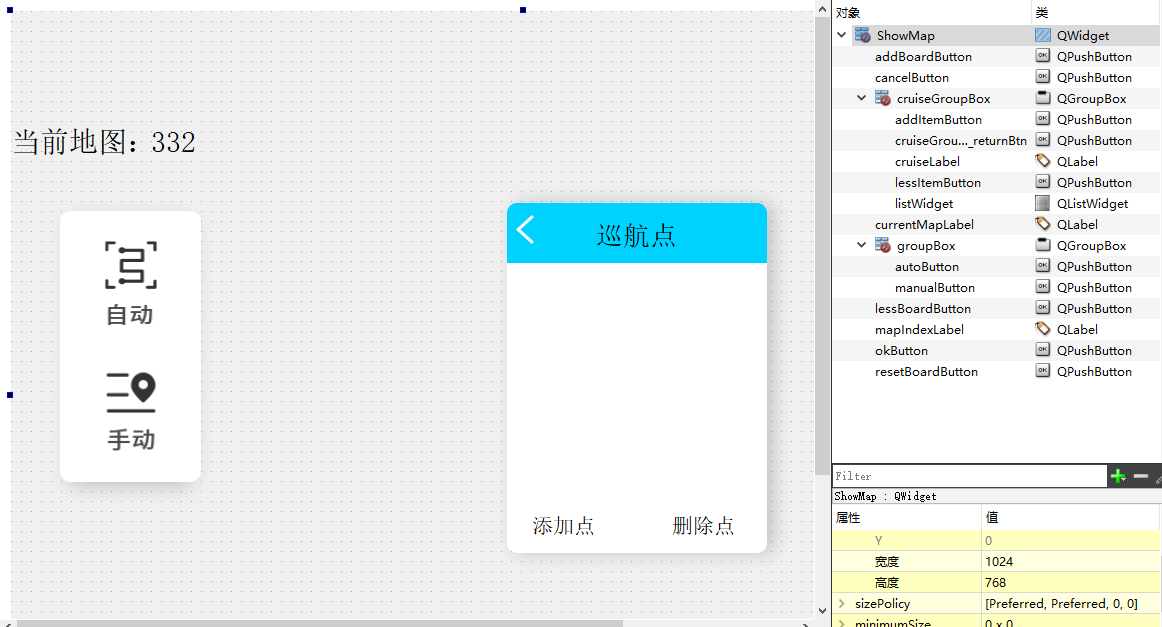 当前地图：332
自动
手动
巡航点
添加点
删除点
对象 类
ShowMap QWidget
addBoardButton QPushButton
cancelButton QPushButton
cruiseGroupBox QGroupBox
addItemButton QPushButton
cruiseGrou..._returnBtn QPushButton
cruiseLabel QLabel
lessItemButton QPushButton
listWidget QListWidget
currentMapLabel QLabel
groupBox QGroupBox
autoButton QPushButton
manualButton QPushButton
lessBoardButton QPushButton
mapIndexLabel QLabel
okButton QPushButton
resetBoardButton QPushButton
Filter
ShowMap : QWidget
属性 值
Y 0
宽度 1024
高度 768
sizePolicy [Preferred, Preferred, 0, 0]
minimumSize 0 x 0